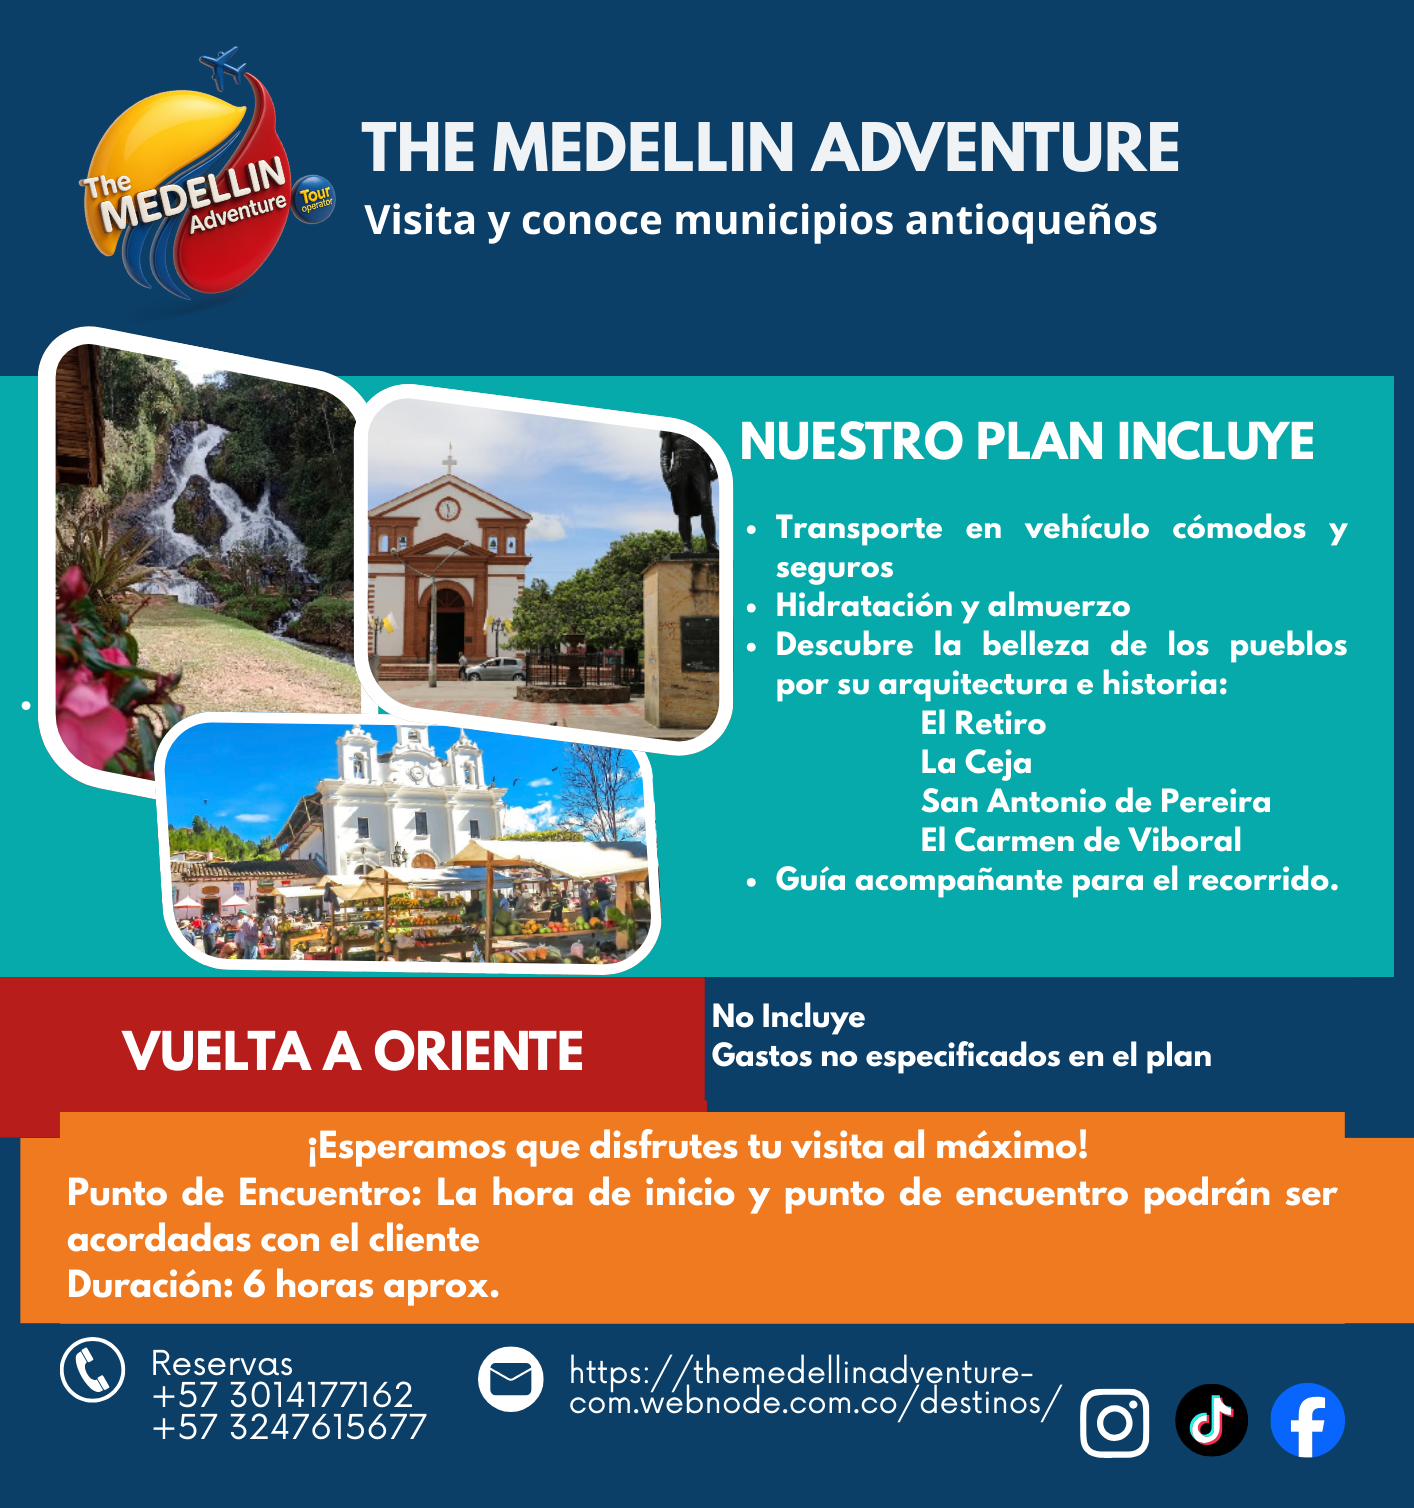 The
MEDELLIN
Adventure
Tour
operator
THE MEDELLIN ADVENTURE
Visita y conoce municipios antioqueños
NUESTRO PLAN INCLUYE
• Transporte en vehículo cómodos y
seguros
• Hidratación y almuerzo
• Descubre la belleza de los pueblos
por su arquitectura e historia:
El Retiro
La Ceja
San Antonio de Pereira
El Carmen de Viboral
• Guía acompañante para el recorrido.
VUELTA A ORIENTE
No Incluye
Gastos no especificados en el plan
¡Esperamos que disfrutes tu visita al máximo!
Punto de Encuentro: La hora de inicio y punto de encuentro podrán ser
acordadas con el cliente
Duración: 6 horas aprox.
Reservas
+57 3014177162
+57 3247615677
https://themedellinadventure-
com.webnode.com.co/destinos/